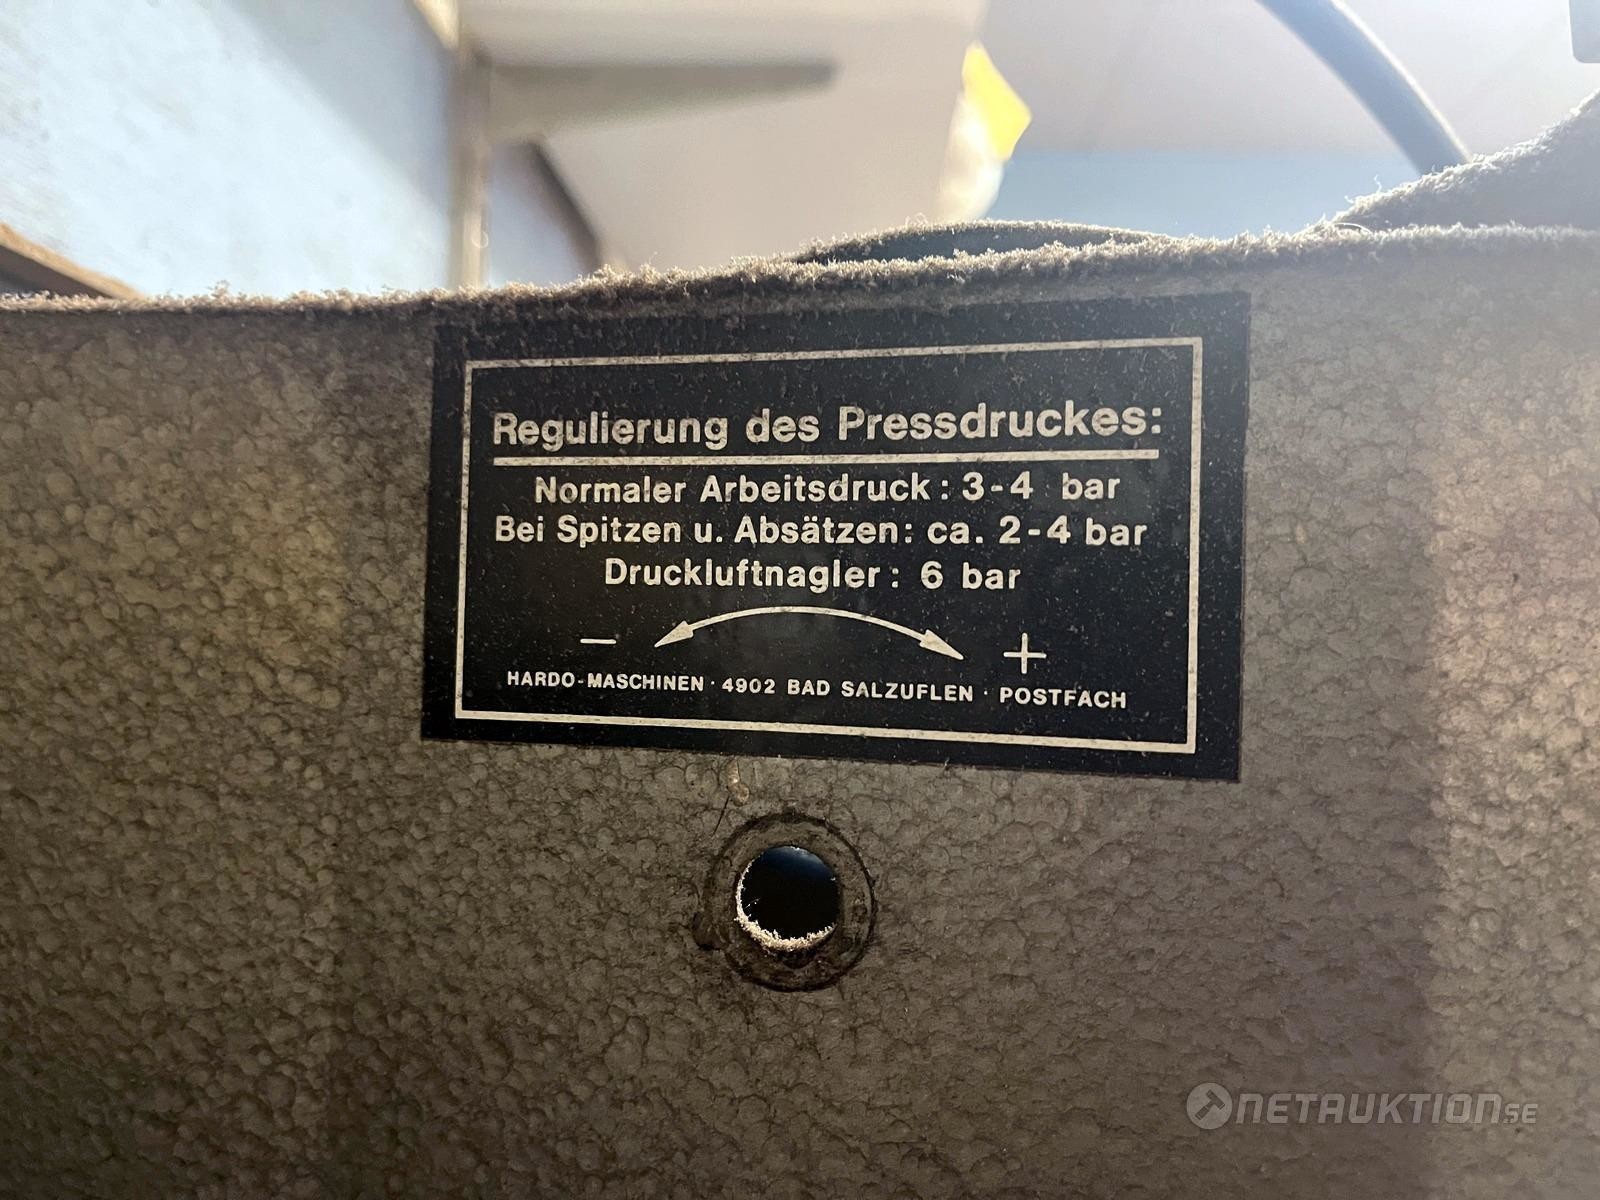 Regulierung des Pressdruckes:
Normaler Arbeitsdruck: 3-4 bar
Bei Spitzen u. Absätzen: ca. 2-4 bar
Druckluftnagler: 6 bar
− +
HARDO-MASCHINEN · 4902 BAD SALZUFLEN · POSTFACH
NETAUKTION.SE